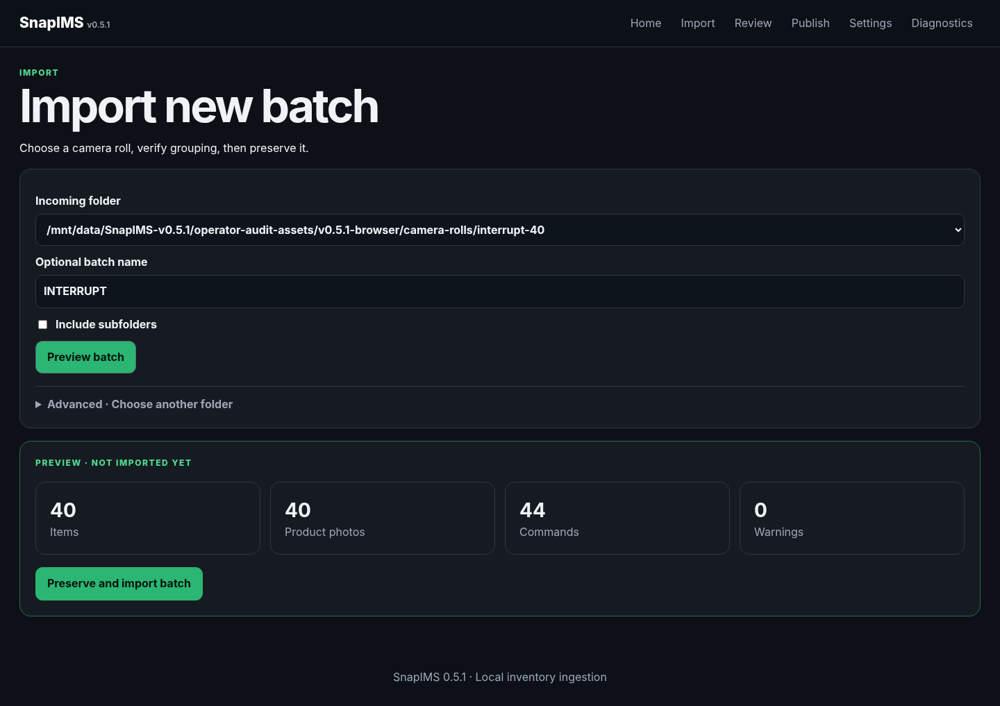 SnapIMS v0.5.1
Home Import Review Publish Settings Diagnostics
IMPORT
Import new batch
Choose a camera roll, verify grouping, then preserve it.
Incoming folder
/mnt/data/SnapIMS-v0.5.1/operator-audit-assets/v0.5.1-browser/camera-rolls/interrupt-40
Optional batch name
INTERRUPT
Include subfolders
Preview batch
Advanced · Choose another folder
PREVIEW · NOT IMPORTED YET
40 40 44 0
Items Product photos Commands Warnings
Preserve and import batch
SnapIMS 0.5.1 · Local inventory ingestion